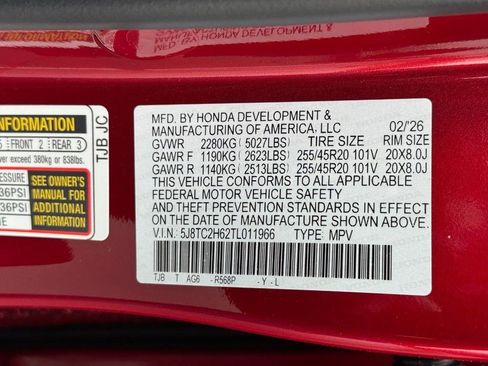 INFORMATION
5 FRONT 2 REAR 3
ver exceed 380kg or 838lbs.
PRESSURE
36PSI
36PSI
SEE OWNER'S
MANUAL FOR
ADDITIONAL
INFORMATION
TJB JC
MFD. BY HONDA DEVELOPMENT &
MANUFACTURING OF AMERICA, LLC 02/'26
GVWR 2280KG (5027LBS) TIRE SIZE RIM SIZE
GAWR F 1190KG (2623LBS) 255/45R20 101V 20X8.0J
GAWR R 1140KG (2513LBS) 255/45R20 101V 20X8.0J
THIS VEHICLE CONFORMS TO ALL APPLICABLE
FEDERAL MOTOR VEHICLE SAFETY
AND THEFT PREVENTION STANDARDS IN EFFECT ON
THE DATE OF MANUFACTURE SHOWN ABOVE.
V.I.N. 5J8TC2H62TL011966 TYPE: MPV
TJB T AG6 - R568P - Y - L